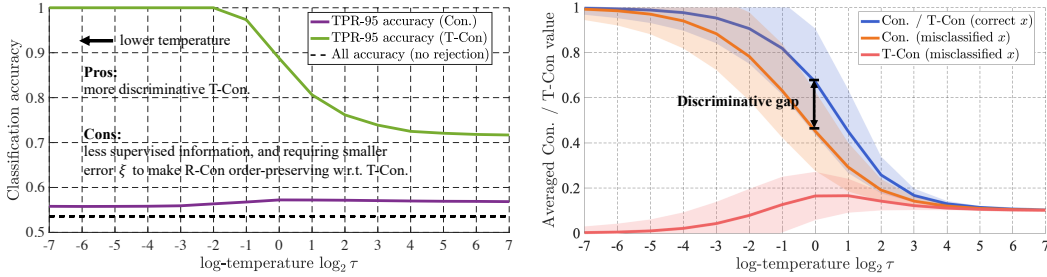 TPR-95 accuracy (Con.)
TPR-95 accuracy (T-Con)
All accuracy (no rejection)
lower temperature
Pros:
more discriminative T-Con.
Cons:
less supervised information, and requiring smaller
error ξ to make R-Con order-preserving w.r.t. T-Con.
Classification accuracy
1
0.9
0.8
0.7
0.6
0.5
-7 -6 -5 -4 -3 -2 -1 0 1 2 3 4 5 6 7
log-temperature log₂ τ
Con. / T-Con (correct x)
Con. (misclassified x)
T-Con (misclassified x)
Discriminative gap
Averaged Con. / T-Con value
1
0.8
0.6
0.4
0.2
0
-7 -6 -5 -4 -3 -2 -1 0 1 2 3 4 5 6 7
log-temperature log₂ τ